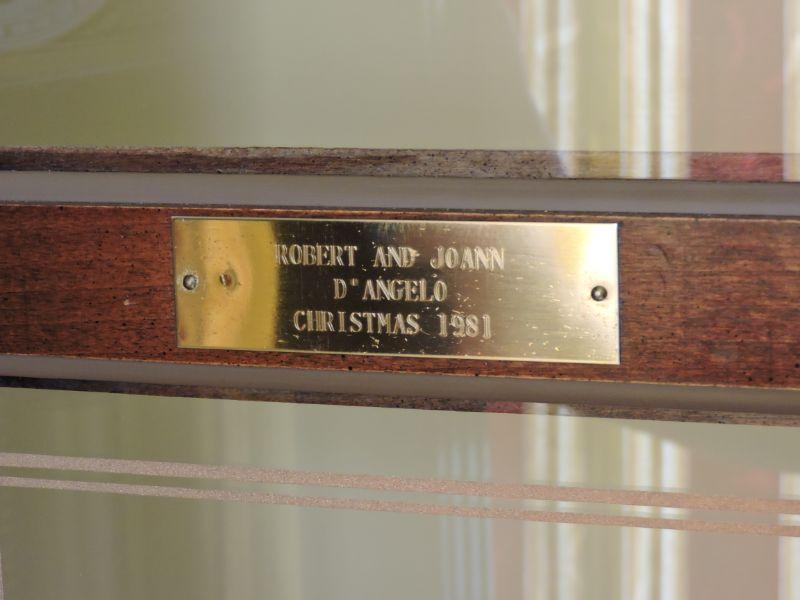 ROBERT AND JOANN
D"ANGELO
CHRISTMAS 1981